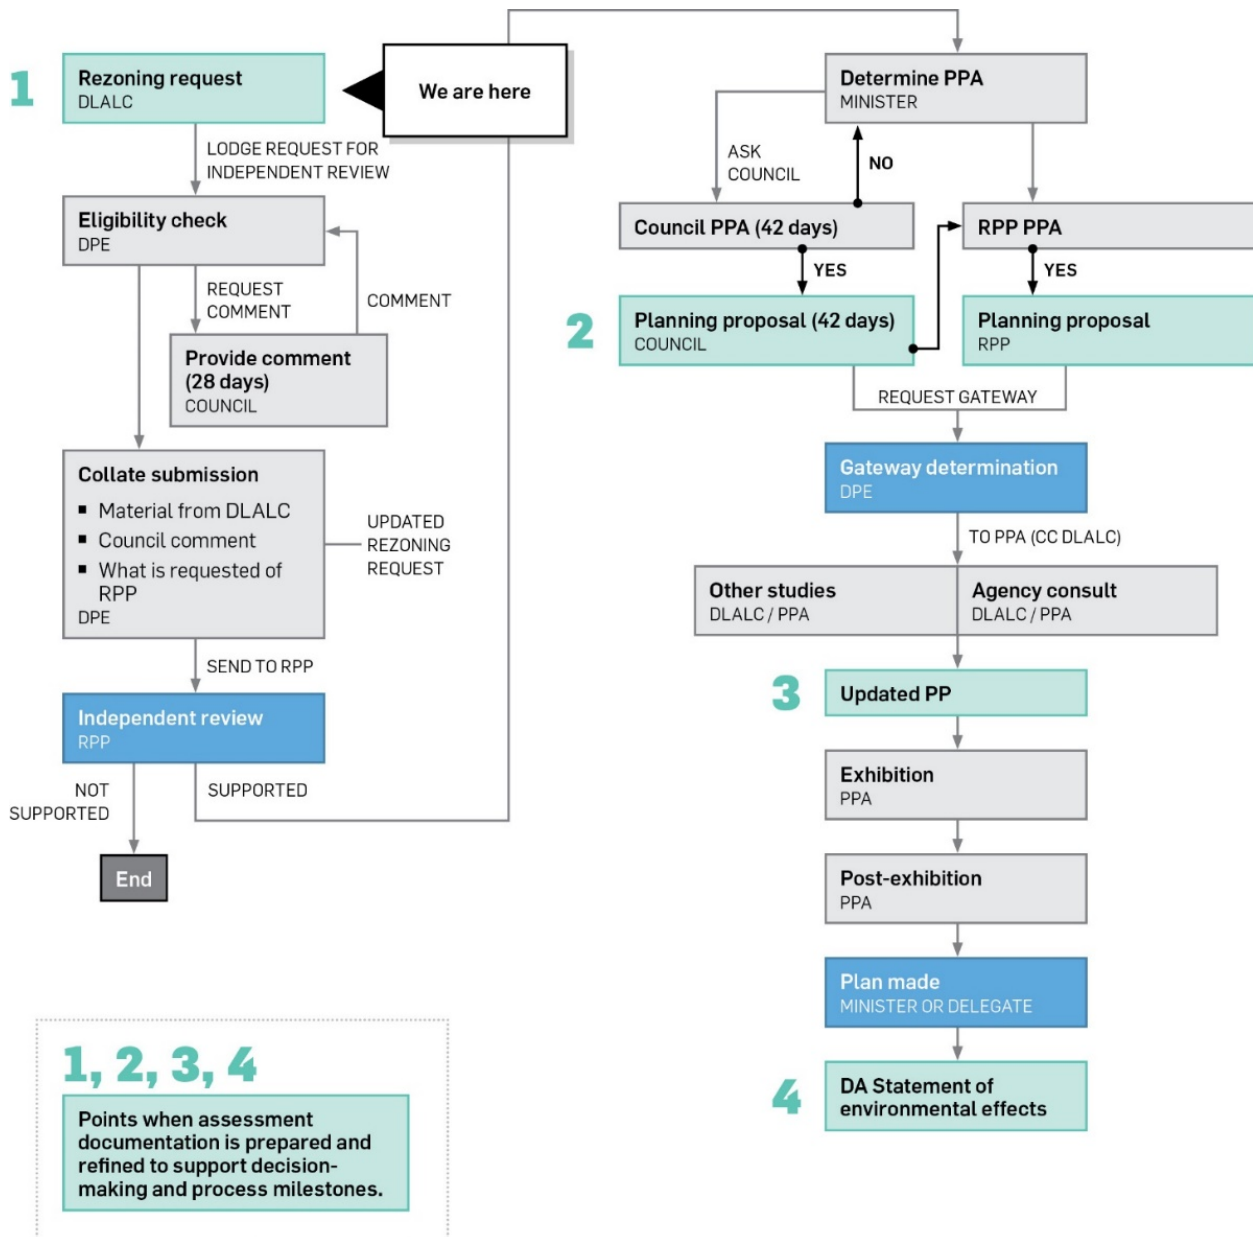 1
Rezoning request
DLALC
We are here
LODGE REQUEST FOR
INDEPENDENT REVIEW
Eligibility check
DPE
REQUEST
COMMENT
COMMENT
Provide comment
(28 days)
COUNCIL
Collate submission
▪ Material from DLALC
▪ Council comment
▪ What is requested of
RPP
DPE
UPDATED
REZONING
REQUEST
SEND TO RPP
Independent review
RPP
NOT
SUPPORTED
SUPPORTED
End
Determine PPA
MINISTER
ASK
COUNCIL
NO
Council PPA (42 days)
RPP PPA
YES
YES
2
Planning proposal (42 days)
COUNCIL
Planning proposal
RPP
REQUEST GATEWAY
Gateway determination
DPE
TO PPA (CC DLALC)
Other studies
DLALC / PPA
Agency consult
DLALC / PPA
3
Updated PP
Exhibition
PPA
Post-exhibition
PPA
Plan made
MINISTER OR DELEGATE
4
DA Statement of
environmental effects
1, 2, 3, 4
Points when assessment
documentation is prepared and
refined to support decision-
making and process milestones.